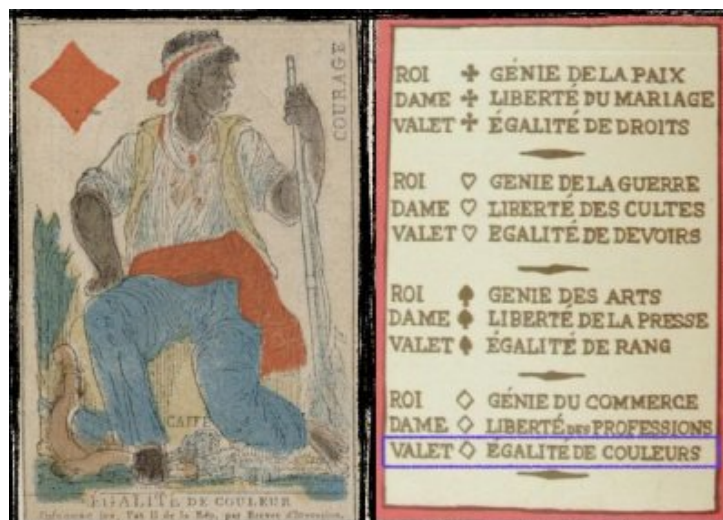 COURAGE
CAFFÉ
ÉGALITÉ DE COULEUR
ROI ♣ GÉNIE DE LA PAIX
DAME ♣ LIBERTÉ DU MARIAGE
VALET ♣ ÉGALITÉ DE DROITS
ROI ♡ GENIE DE LA GUERRE
DAME ♡ LIBERTÉ DES CULTES
VALET ♡ EGALITÉ DE DEVOIRS
ROI ♠ GENIE DES ARTS
DAME ♠ LIBERTÉ DE LA PRESSE
VALET ♠ ÉGALITÉ DE RANG
ROI ◇ GÉNIE DU COMMERCE
DAME ◇ LIBERTÉ DES PROFESSIONS
VALET ◇ ÉGALITÉ DE COULEURS